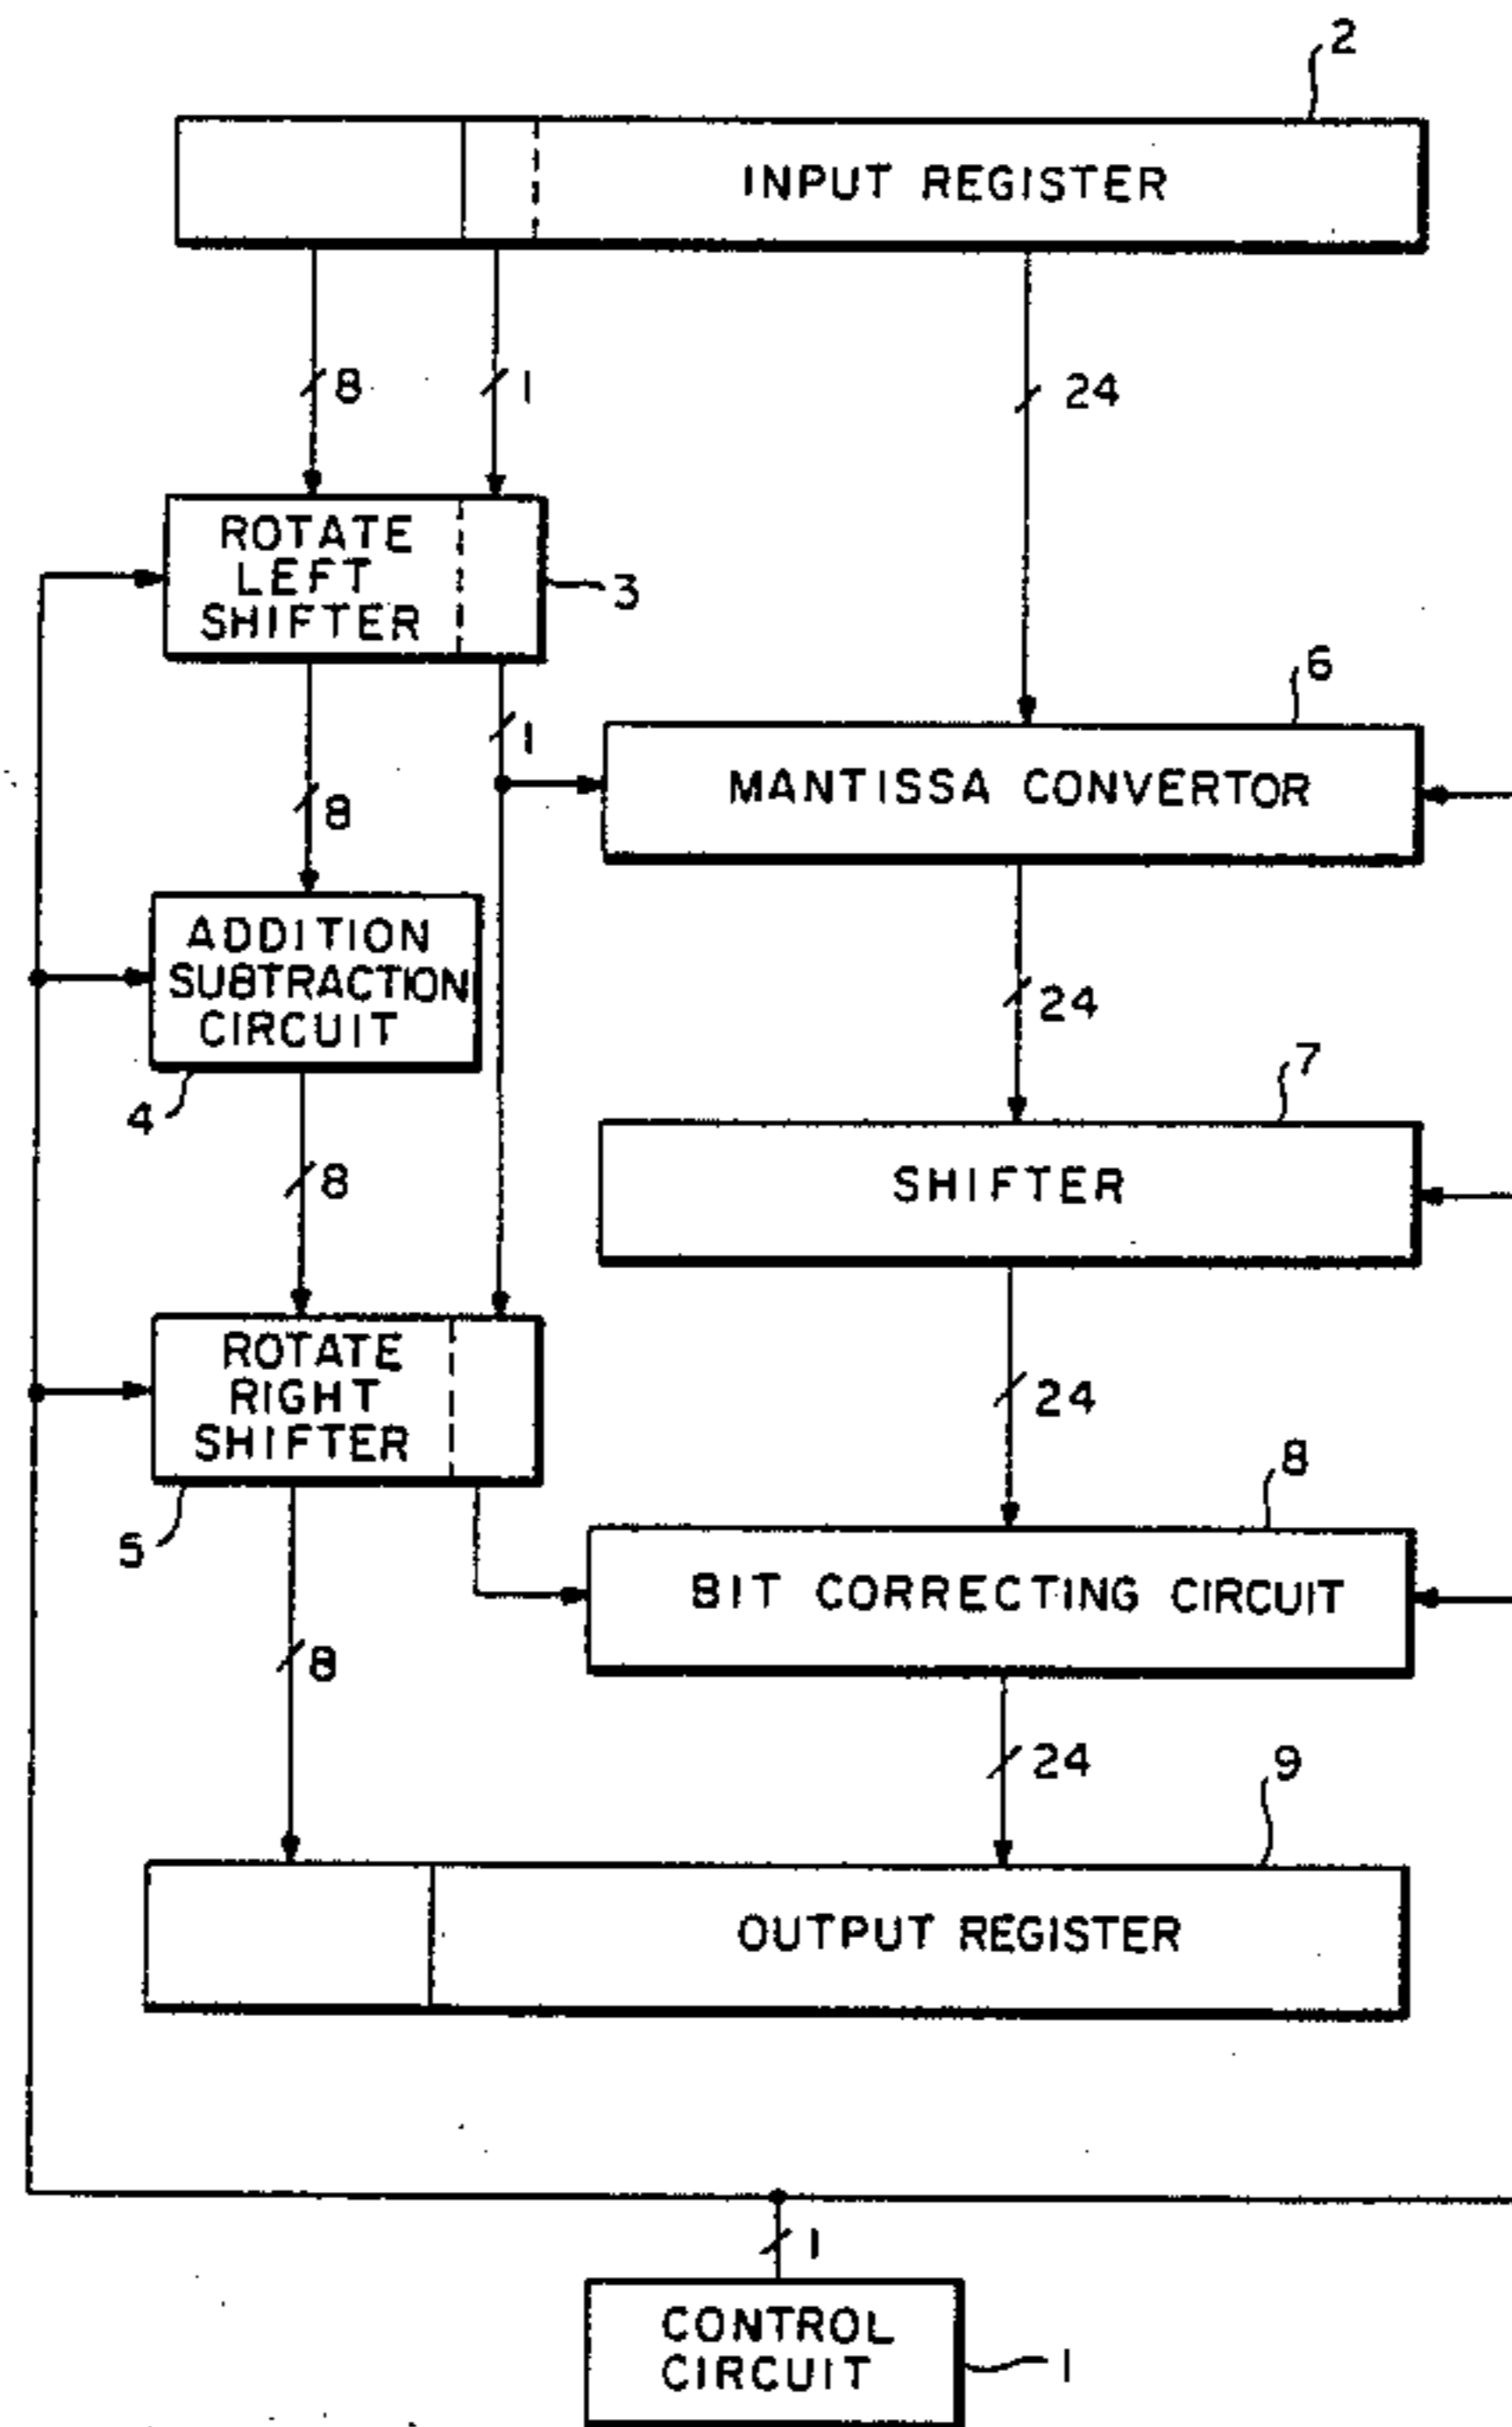 2
INPUT REGISTER
8
1
24
ROTATE
LEFT
SHIFTER
3
6
1
MANTISSA CONVERTOR
8
ADDITION
SUBTRACTION
CIRCUIT
24
4
7
8
SHIFTER
ROTATE
RIGHT
SHIFTER
24
8
5
BIT CORRECTING CIRCUIT
8
24
9
OUTPUT REGISTER
1
CONTROL
CIRCUIT
1